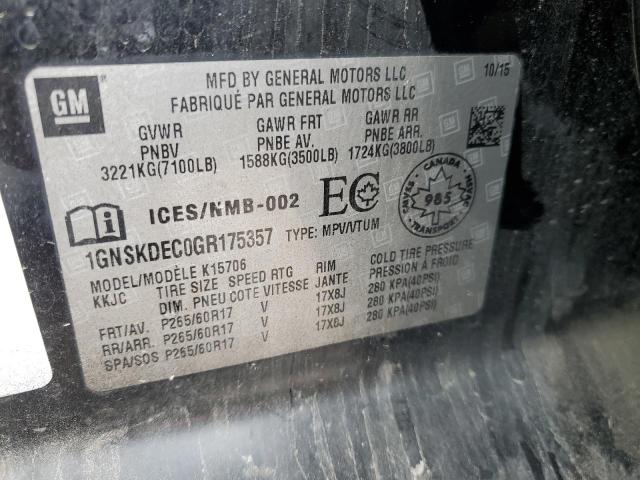 GM
MFD BY GENERAL MOTORS LLC
10/15
FABRIQUÉ PAR GENERAL MOTORS LLC
GVWR GAWR FRT GAWR RR
PNBV PNBE AV. PNBE ARR.
3221KG(7100LB) 1588KG(3500LB) 1724KG(3800LB)
ICES/NMB-002 EC
CANADA
985
TRANSPORT
1GNSKDEC0GR175357 TYPE: MPV/VTUM
MODEL/MODÈLE K15706
KKJC TIRE SIZE SPEED RTG RIM COLD TIRE PRESSURE
DIM. PNEU COTE VITESSE JANTE PRESSION À FROID
FRT/AV. P265/60R17 V 17X8J 280 KPA(40PSI)
RR/ARR. P265/60R17 V 17X8J 280 KPA(40PSI)
SPA/SOS P265/60R17 V 17X8J 280 KPA(40PSI)